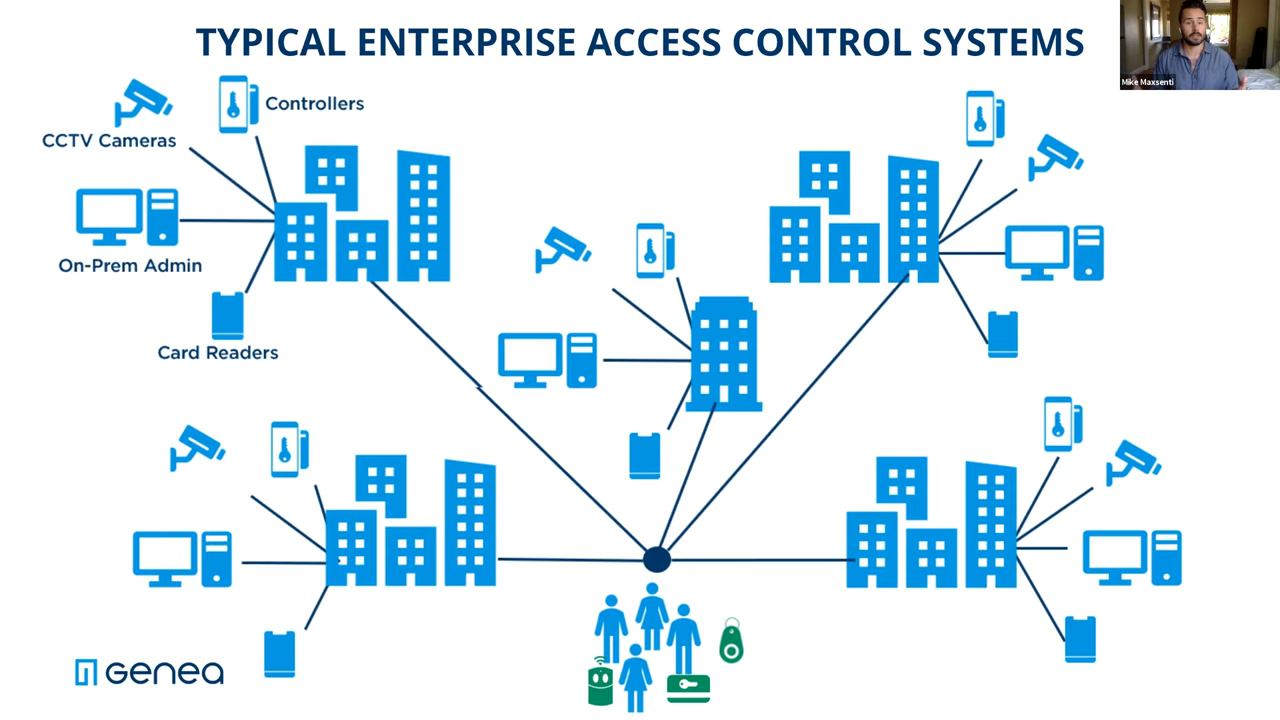 TYPICAL ENTERPRISE ACCESS CONTROL SYSTEMS
Mike Maxsenti
Controllers
CCTV Cameras
On-Prem Admin
Card Readers
Genea